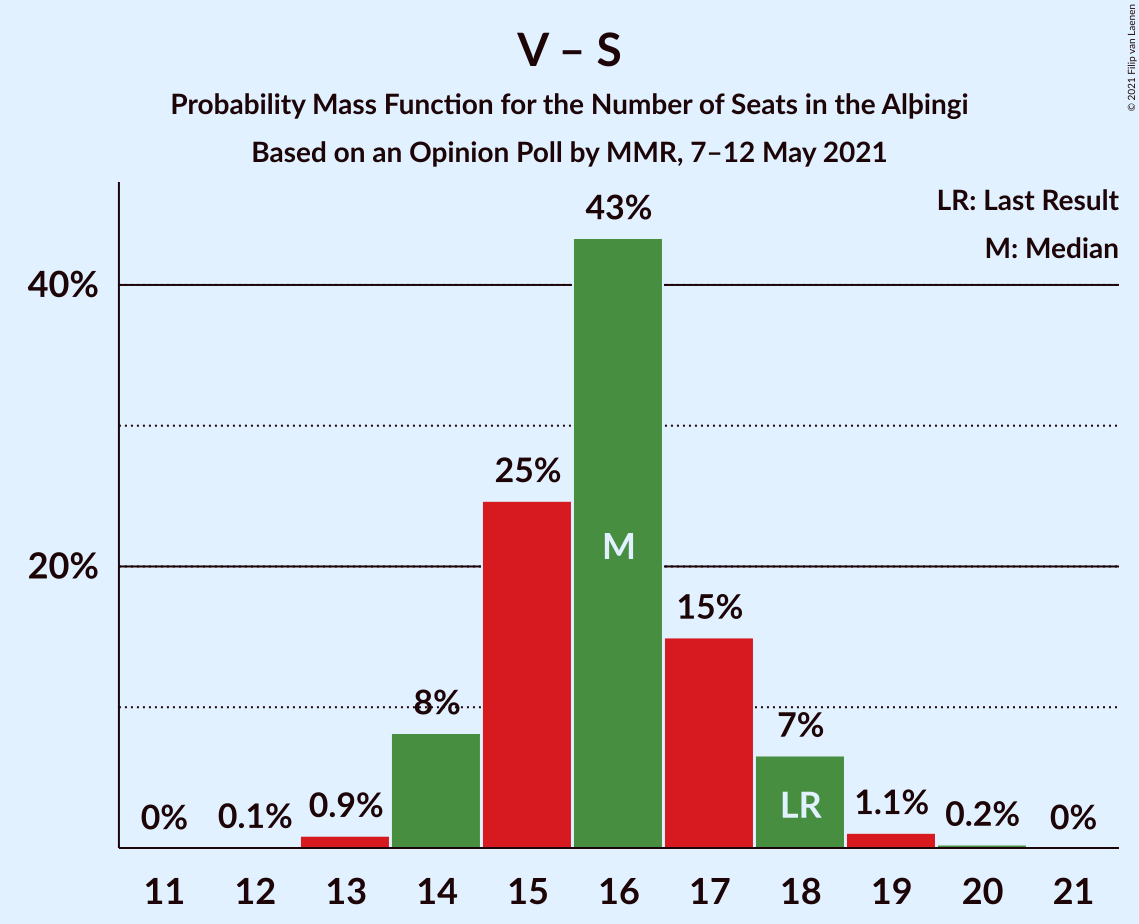 V – S
Probability Mass Function for the Number of Seats in the Alþingi
Based on an Opinion Poll by MMR, 7–12 May 2021
© 2021 Filip van Laenen
LR: Last Result
M: Median
43%
40%
25%
M
20%
15%
8%
7%
LR
0%
0.1%
0.9%
1.1%
0.2%
0%
11 12 13 14 15 16 17 18 19 20 21